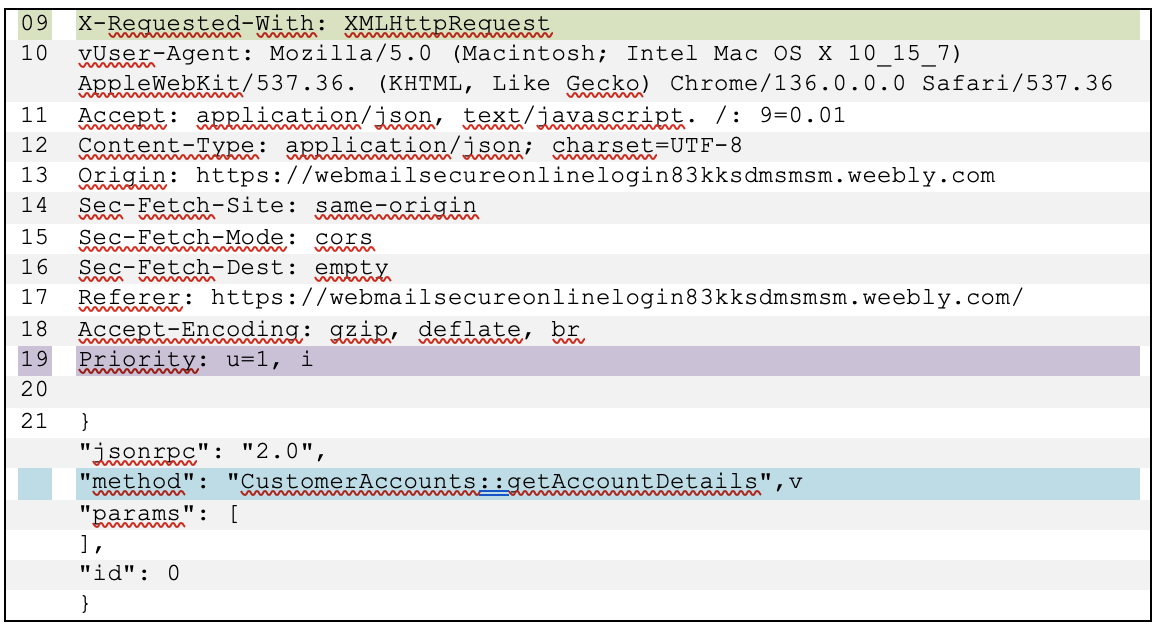 09 X-Requested-With: XMLHttpRequest
10 vUser-Agent: Mozilla/5.0 (Macintosh; Intel Mac OS X 10_15_7)
AppleWebKit/537.36. (KHTML, Like Gecko) Chrome/136.0.0.0 Safari/537.36
11 Accept: application/json, text/javascript. /: 9=0.01
12 Content-Type: application/json; charset=UTF-8
13 Origin: https://webmailsecureonlinelogin83kksdmsmsm.weebly.com
14 Sec-Fetch-Site: same-origin
15 Sec-Fetch-Mode: cors
16 Sec-Fetch-Dest: empty
17 Referer: https://webmailsecureonlinelogin83kksdmsmsm.weebly.com/
18 Accept-Encoding: gzip, deflate, br
19 Priority: u=1, i
20
21 }
"jsonrpc": "2.0",
"method": "CustomerAccounts::getAccountDetails",v
"params": [
],
"id": 0
}